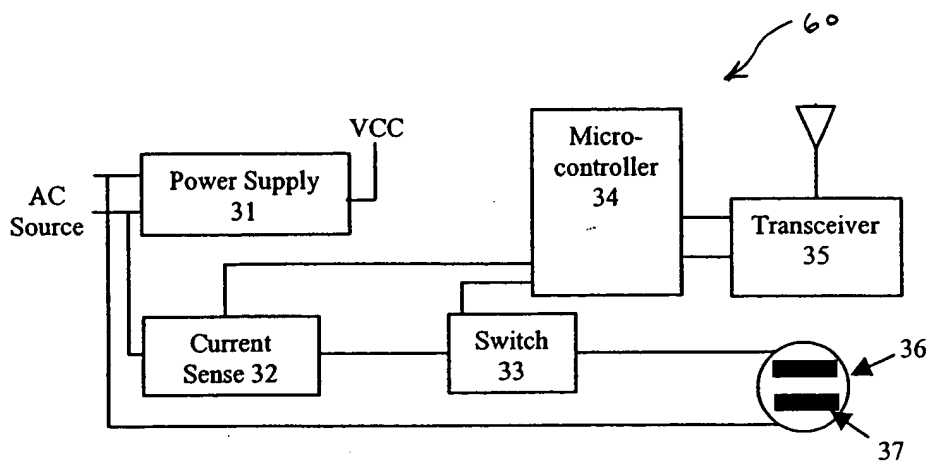 60
VCC
AC
Source
Power Supply
31
Micro-
controller
34
Transceiver
35
Current
Sense 32
Switch
33
36
37